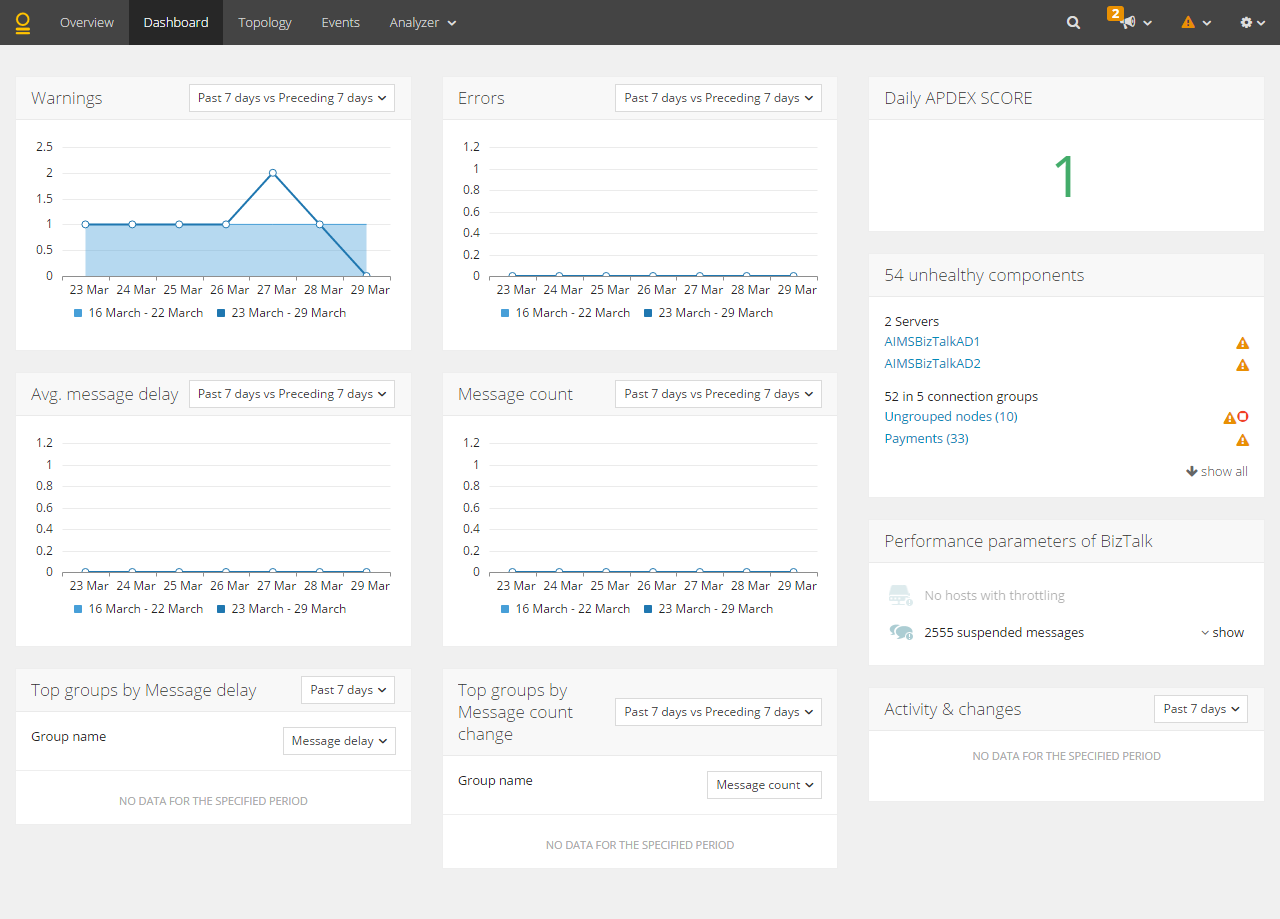 Overview
Dashboard
Topology
Events
Analyzer
2
Warnings
Past 7 days vs Preceding 7 days
2.5
2
1.5
1
0.5
0
23 Mar 24 Mar 25 Mar 26 Mar 27 Mar 28 Mar 29 Mar
16 March - 22 March 23 March - 29 March
Errors
Past 7 days vs Preceding 7 days
1.2
1
0.8
0.6
0.4
0.2
0
23 Mar 24 Mar 25 Mar 26 Mar 27 Mar 28 Mar 29 Mar
16 March - 22 March 23 March - 29 March
Daily APDEX SCORE
1
54 unhealthy components
2 Servers
AIMSBizTalkAD1
AIMSBizTalkAD2
52 in 5 connection groups
Ungrouped nodes (10)
Payments (33)
show all
Avg. message delay
Past 7 days vs Preceding 7 days
1.2
1
0.8
0.6
0.4
0.2
0
23 Mar 24 Mar 25 Mar 26 Mar 27 Mar 28 Mar 29 Mar
16 March - 22 March 23 March - 29 March
Message count
Past 7 days vs Preceding 7 days
1.2
1
0.8
0.6
0.4
0.2
0
23 Mar 24 Mar 25 Mar 26 Mar 27 Mar 28 Mar 29 Mar
16 March - 22 March 23 March - 29 March
Performance parameters of BizTalk
No hosts with throttling
2555 suspended messages
show
Top groups by Message delay
Past 7 days
Group name
Message delay
NO DATA FOR THE SPECIFIED PERIOD
Top groups by
Message count
change
Past 7 days vs Preceding 7 days
Group name
Message count
NO DATA FOR THE SPECIFIED PERIOD
Activity & changes
Past 7 days
NO DATA FOR THE SPECIFIED PERIOD